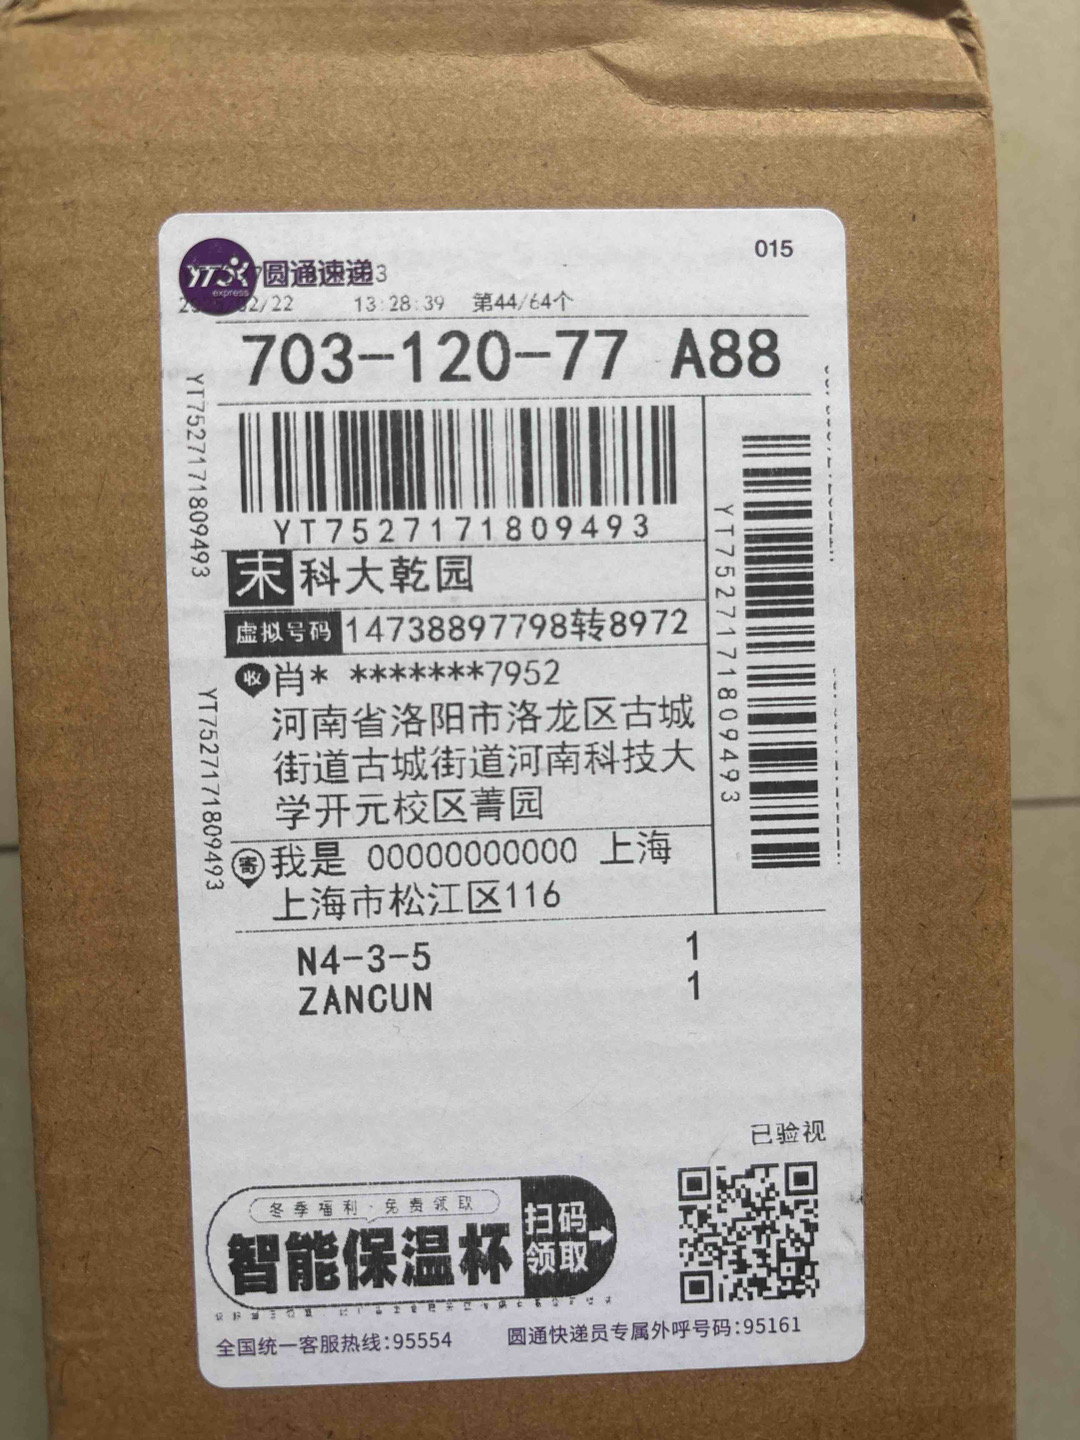 015
YTO express 圆通速递
13:28:39 第44/64个
703-120-77 A88
YT7527171809493
YT7527171809493
YT7527171809493
YT7527171809493
末 科大乾园
虚拟号码 14738897798转8972
收 肖* *******7952
河南省洛阳市洛龙区古城
街道古城街道河南科技大
学开元校区菁园
寄 我是 00000000000 上海
上海市松江区116
N4-3-5 1
ZANCUN 1
已验视
冬季福利·免费领取
智能保温杯
扫码
领取
全国统一客服热线:95554 圆通快递员专属外呼号码:95161